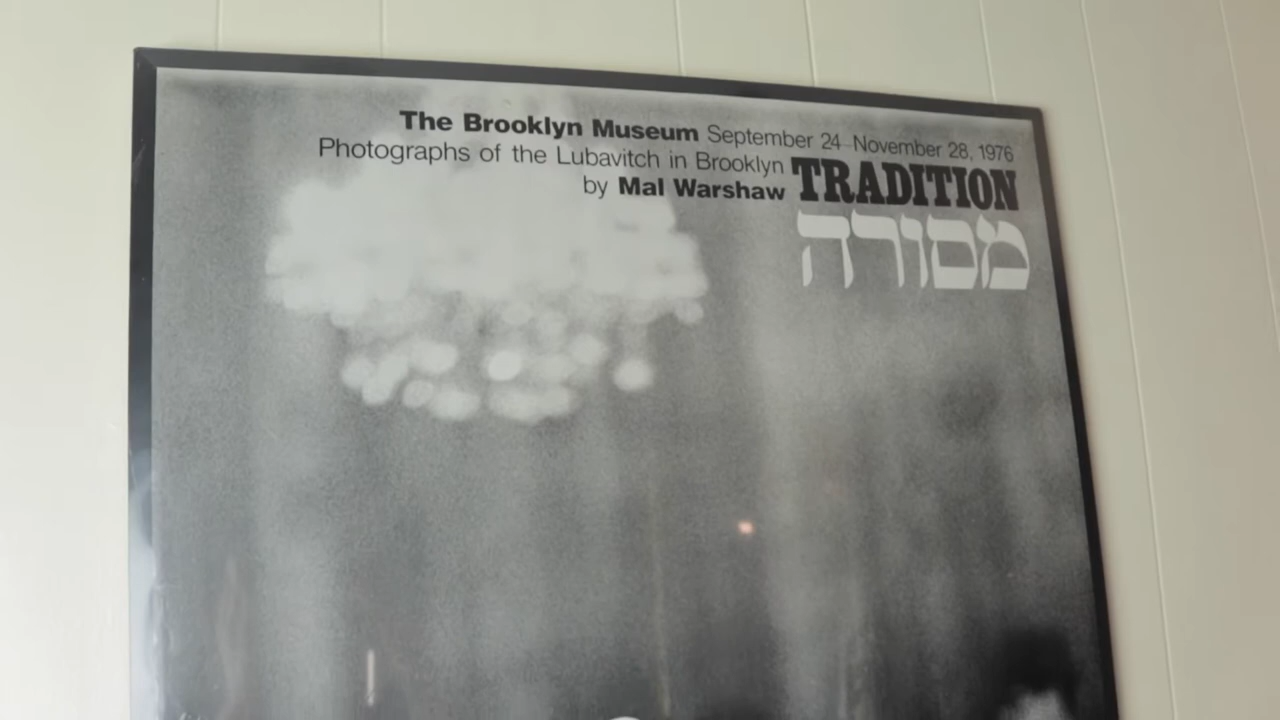 The Brooklyn Museum September 24–November 28, 1976
Photographs of the Lubavitch in Brooklyn TRADITION
by Mal Warshaw
מסורה